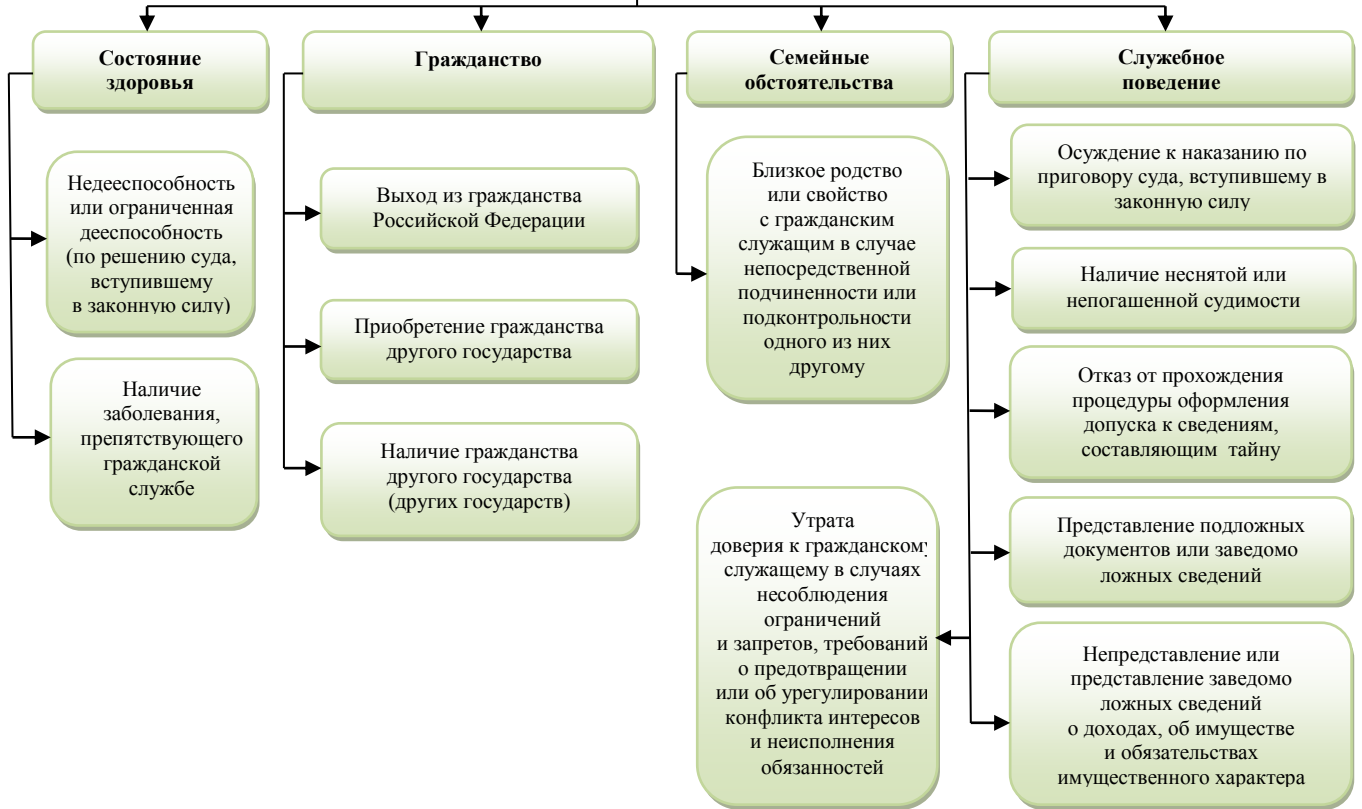 Состояние
здоровья
Недееспособность
или ограниченная
дееспособность
(по решению суда,
вступившему
в законную силу)
Наличие
заболевания,
препятствующего
гражданской
службе
Гражданство
Выход из гражданства
Российской Федерации
Приобретение гражданства
другого государства
Наличие гражданства
другого государства
(других государств)
Семейные
обстоятельства
Близкое родство
или свойство
с гражданским
служащим в случае
непосредственной
подчиненности или
подконтрольности
одного из них
другому
Служебное
поведение
Осуждение к наказанию по
приговору суда, вступившему в
законную силу
Наличие неснятой или
непогашенной судимости
Отказ от прохождения
процедуры оформления
допуска к сведениям,
составляющим тайну
Представление подложных
документов или заведомо
ложных сведений
Непредставление или
представление заведомо
ложных сведений
о доходах, об имуществе
и обязательствах
имущественного характера
Утрата
доверия к гражданскому
служащему в случаях
несоблюдения
ограничений
и запретов, требований
о предотвращении
или об урегулировании
конфликта интересов
и неисполнения
обязанностей